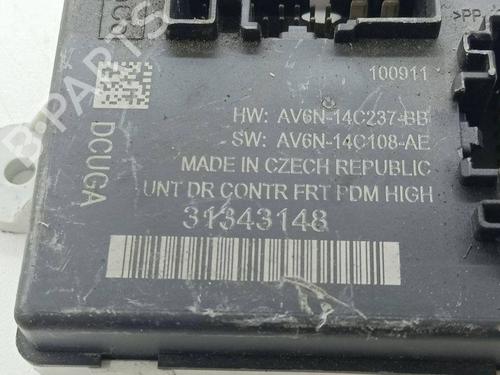 >PP
100911
HW: AV6N-14C237-BB
SW: AV6N-14C108-AE
MADE IN CZECH REPUBLIC
UNT DR CONTR FRT PDM HIGH
31343148
DCUGA